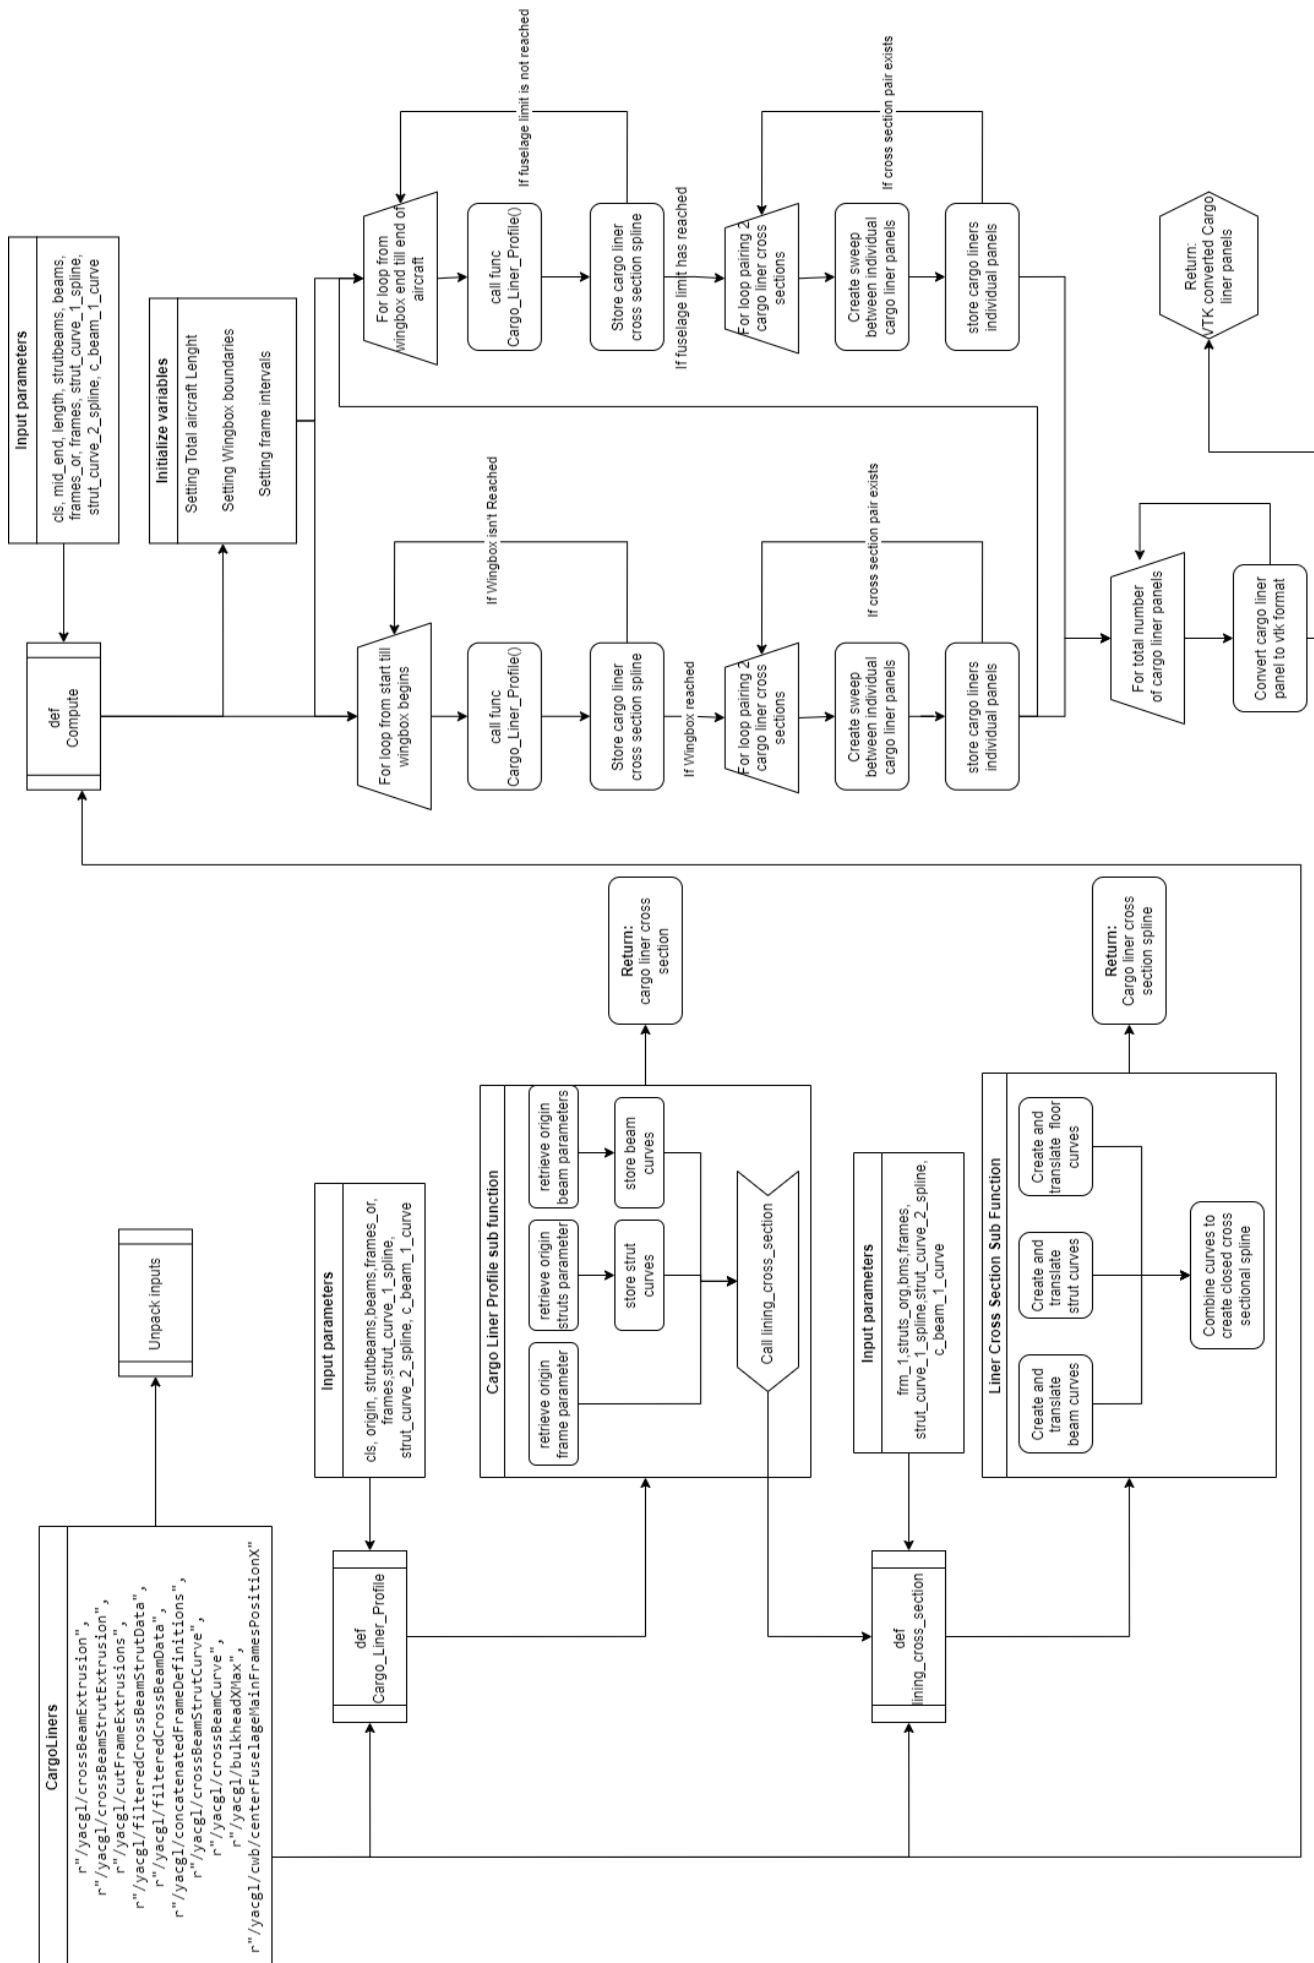 CargoLiners
r"/yacgl/crossBeamExtrusion",
r"/yacgl/crossBeamStrutExtrusion",
r"/yacgl/cutFrameExtrusions",
r"/yacgl/filteredCrossBeamStrutData",
r"/yacgl/filteredCrossBeamData",
r"/yacgl/concatenatedFrameDefinitions",
r"/yacgl/crossBeamStrutCurve",
r"/yacgl/crossBeamCurve",
r"/yacgl/bulkheadXMax",
r"/yacgl/cwb/centerFuselageMainFramesPositionX"
Unpack inputs
def
Cargo_Liner_Profile
Input parameters
cls, origin, strutbeams,beams,frames_or,
frames,strut_curve_1_spline,
strut_curve_2_spline, c_beam_1_curve
Cargo Liner Profile sub function
retrieve origin
frame parameter
retrieve origin
struts parameter
retrieve origin
beam parameters
store strut
curves
store beam
curves
Call lining_cross_section
Return:
cargo liner cross
section
def
lining_cross_section
Input parameters
frm_1,struts_org,bms,frames,
strut_curve_1_spline,strut_curve_2_spline,
c_beam_1_curve
Liner Cross Section Sub Function
Create and
translate
beam curves
Create and
translate
strut curves
Create and
translate floor
curves
Combine curves to
create closed cross
sectional spline
Return:
Cargo liner cross
section spline
def
Compute
Input parameters
cls, mid_end, length, strutbeams, beams,
frames_or, frames, strut_curve_1_spline,
strut_curve_2_spline, c_beam_1_curve
Initialize variables
Setting Total aircraft Lenght
Setting Wingbox boundaries
Setting frame intervals
For loop from start till
wingbox begins
call func
Cargo_Liner_Profile()
Store cargo liner
cross section spline
If Wingbox isn't Reached
If Wingbox reached
For loop pairing 2
cargo liner cross
sections
Create sweep
between individual
cargo liner panels
store cargo liners
individual panels
If cross section pair exists
For loop from
wingbox end till end of
aircraft
call func
Cargo_Liner_Profile()
Store cargo liner
cross section spline
If fuselage limit is not reached
If fuselage limit has reached
For loop pairing 2
cargo liner cross
sections
Create sweep
between individual
cargo liner panels
store cargo liners
individual panels
If cross section pair exists
For total number
of cargo liner panels
Convert cargo liner
panel to vtk format
Return:
VTK converted Cargo
liner panels